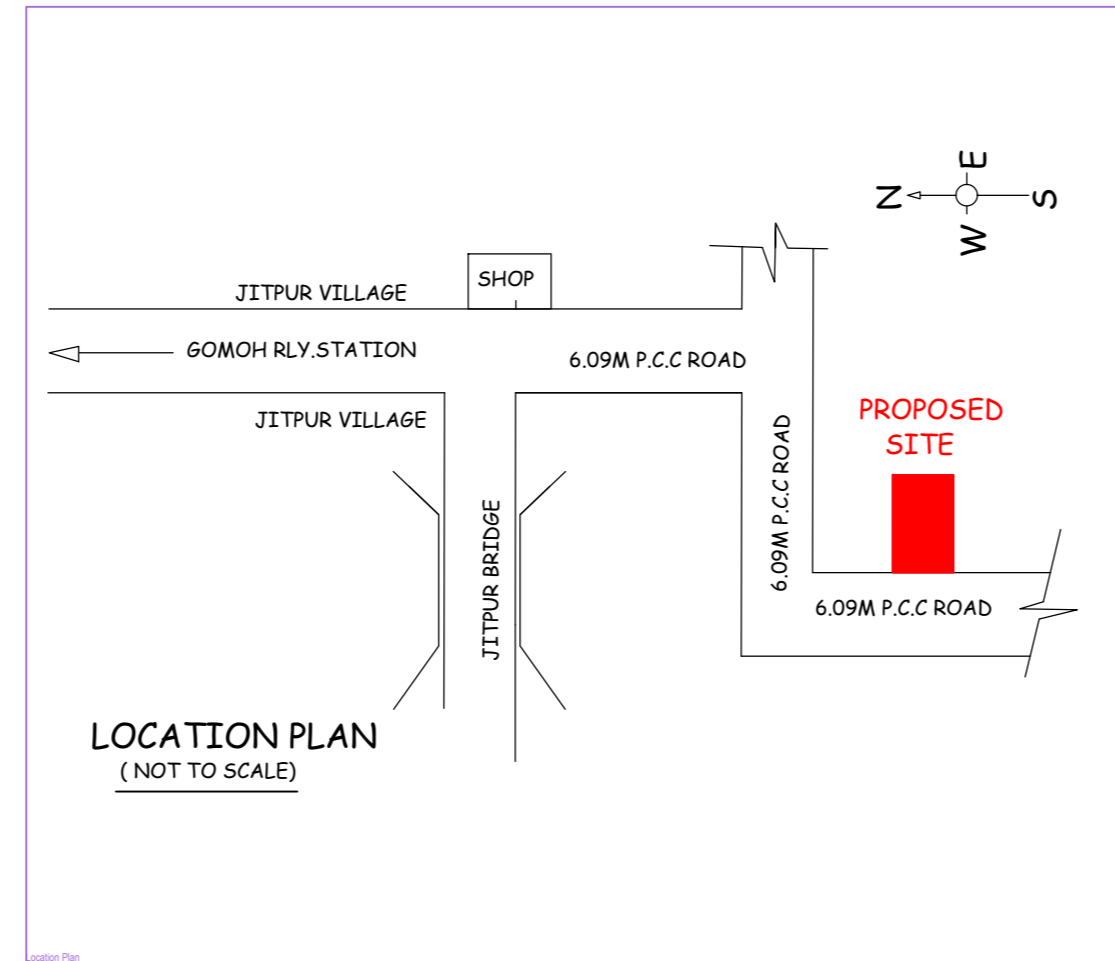 E
N
S
W
SHOP
JITPUR VILLAGE
GOMOH RLY.STATION
6.09M P.C.C ROAD
JITPUR VILLAGE
PROPOSED
SITE
6.09M P.C.C ROAD
JITPUR BRIDGE
6.09M P.C.C ROAD
LOCATION PLAN
( NOT TO SCALE)
Location Plan